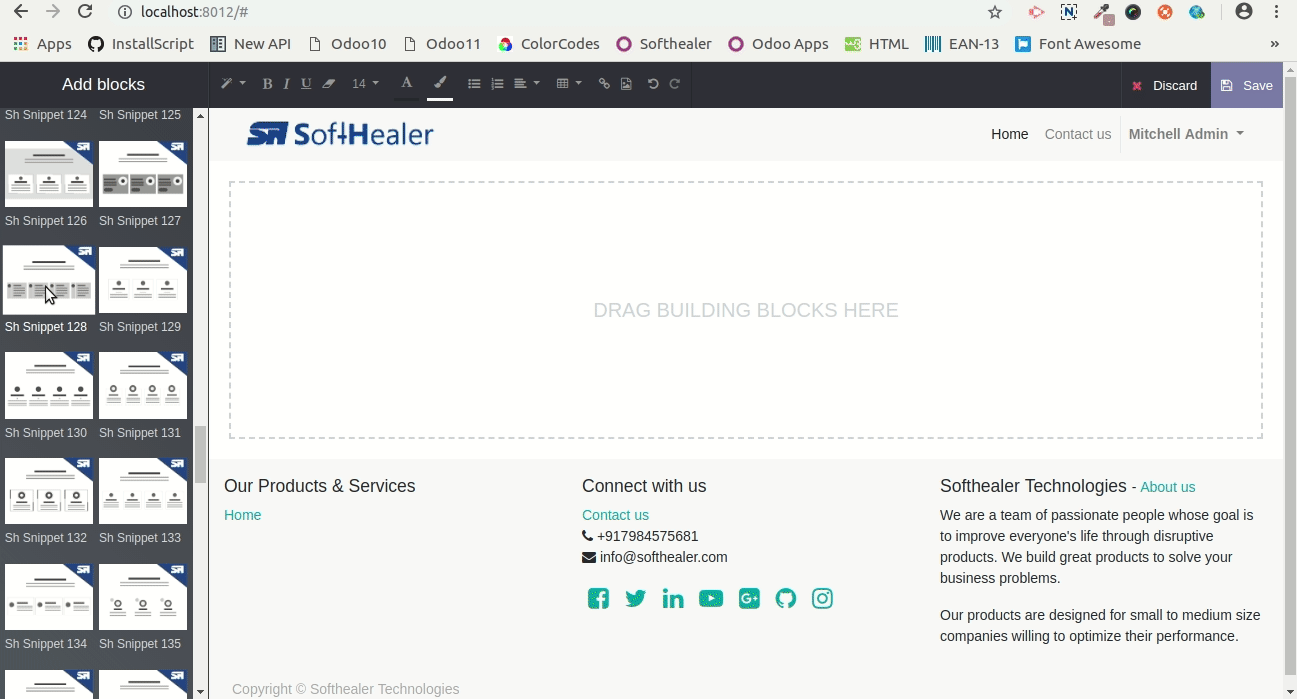 localhost:8012/#
Apps InstallScript New API Odoo10 Odoo11 ColorCodes Softhealer Odoo Apps HTML EAN-13 Font Awesome »
Add blocks
B I U 14 A
Discard Save
Sh Snippet 124 Sh Snippet 125
Sh Snippet 126 Sh Snippet 127
Sh Snippet 128 Sh Snippet 129
Sh Snippet 130 Sh Snippet 131
Sh Snippet 132 Sh Snippet 133
Sh Snippet 134 Sh Snippet 135
SoftHealer
Home Contact us Mitchell Admin
DRAG BUILDING BLOCKS HERE
Our Products & Services
Home
Connect with us
Contact us
+917984575681
info@softhealer.com
Softhealer Technologies - About us
We are a team of passionate people whose goal is
to improve everyone's life through disruptive
products. We build great products to solve your
business problems.
Our products are designed for small to medium size
companies willing to optimize their performance.
Copyright © Softhealer Technologies